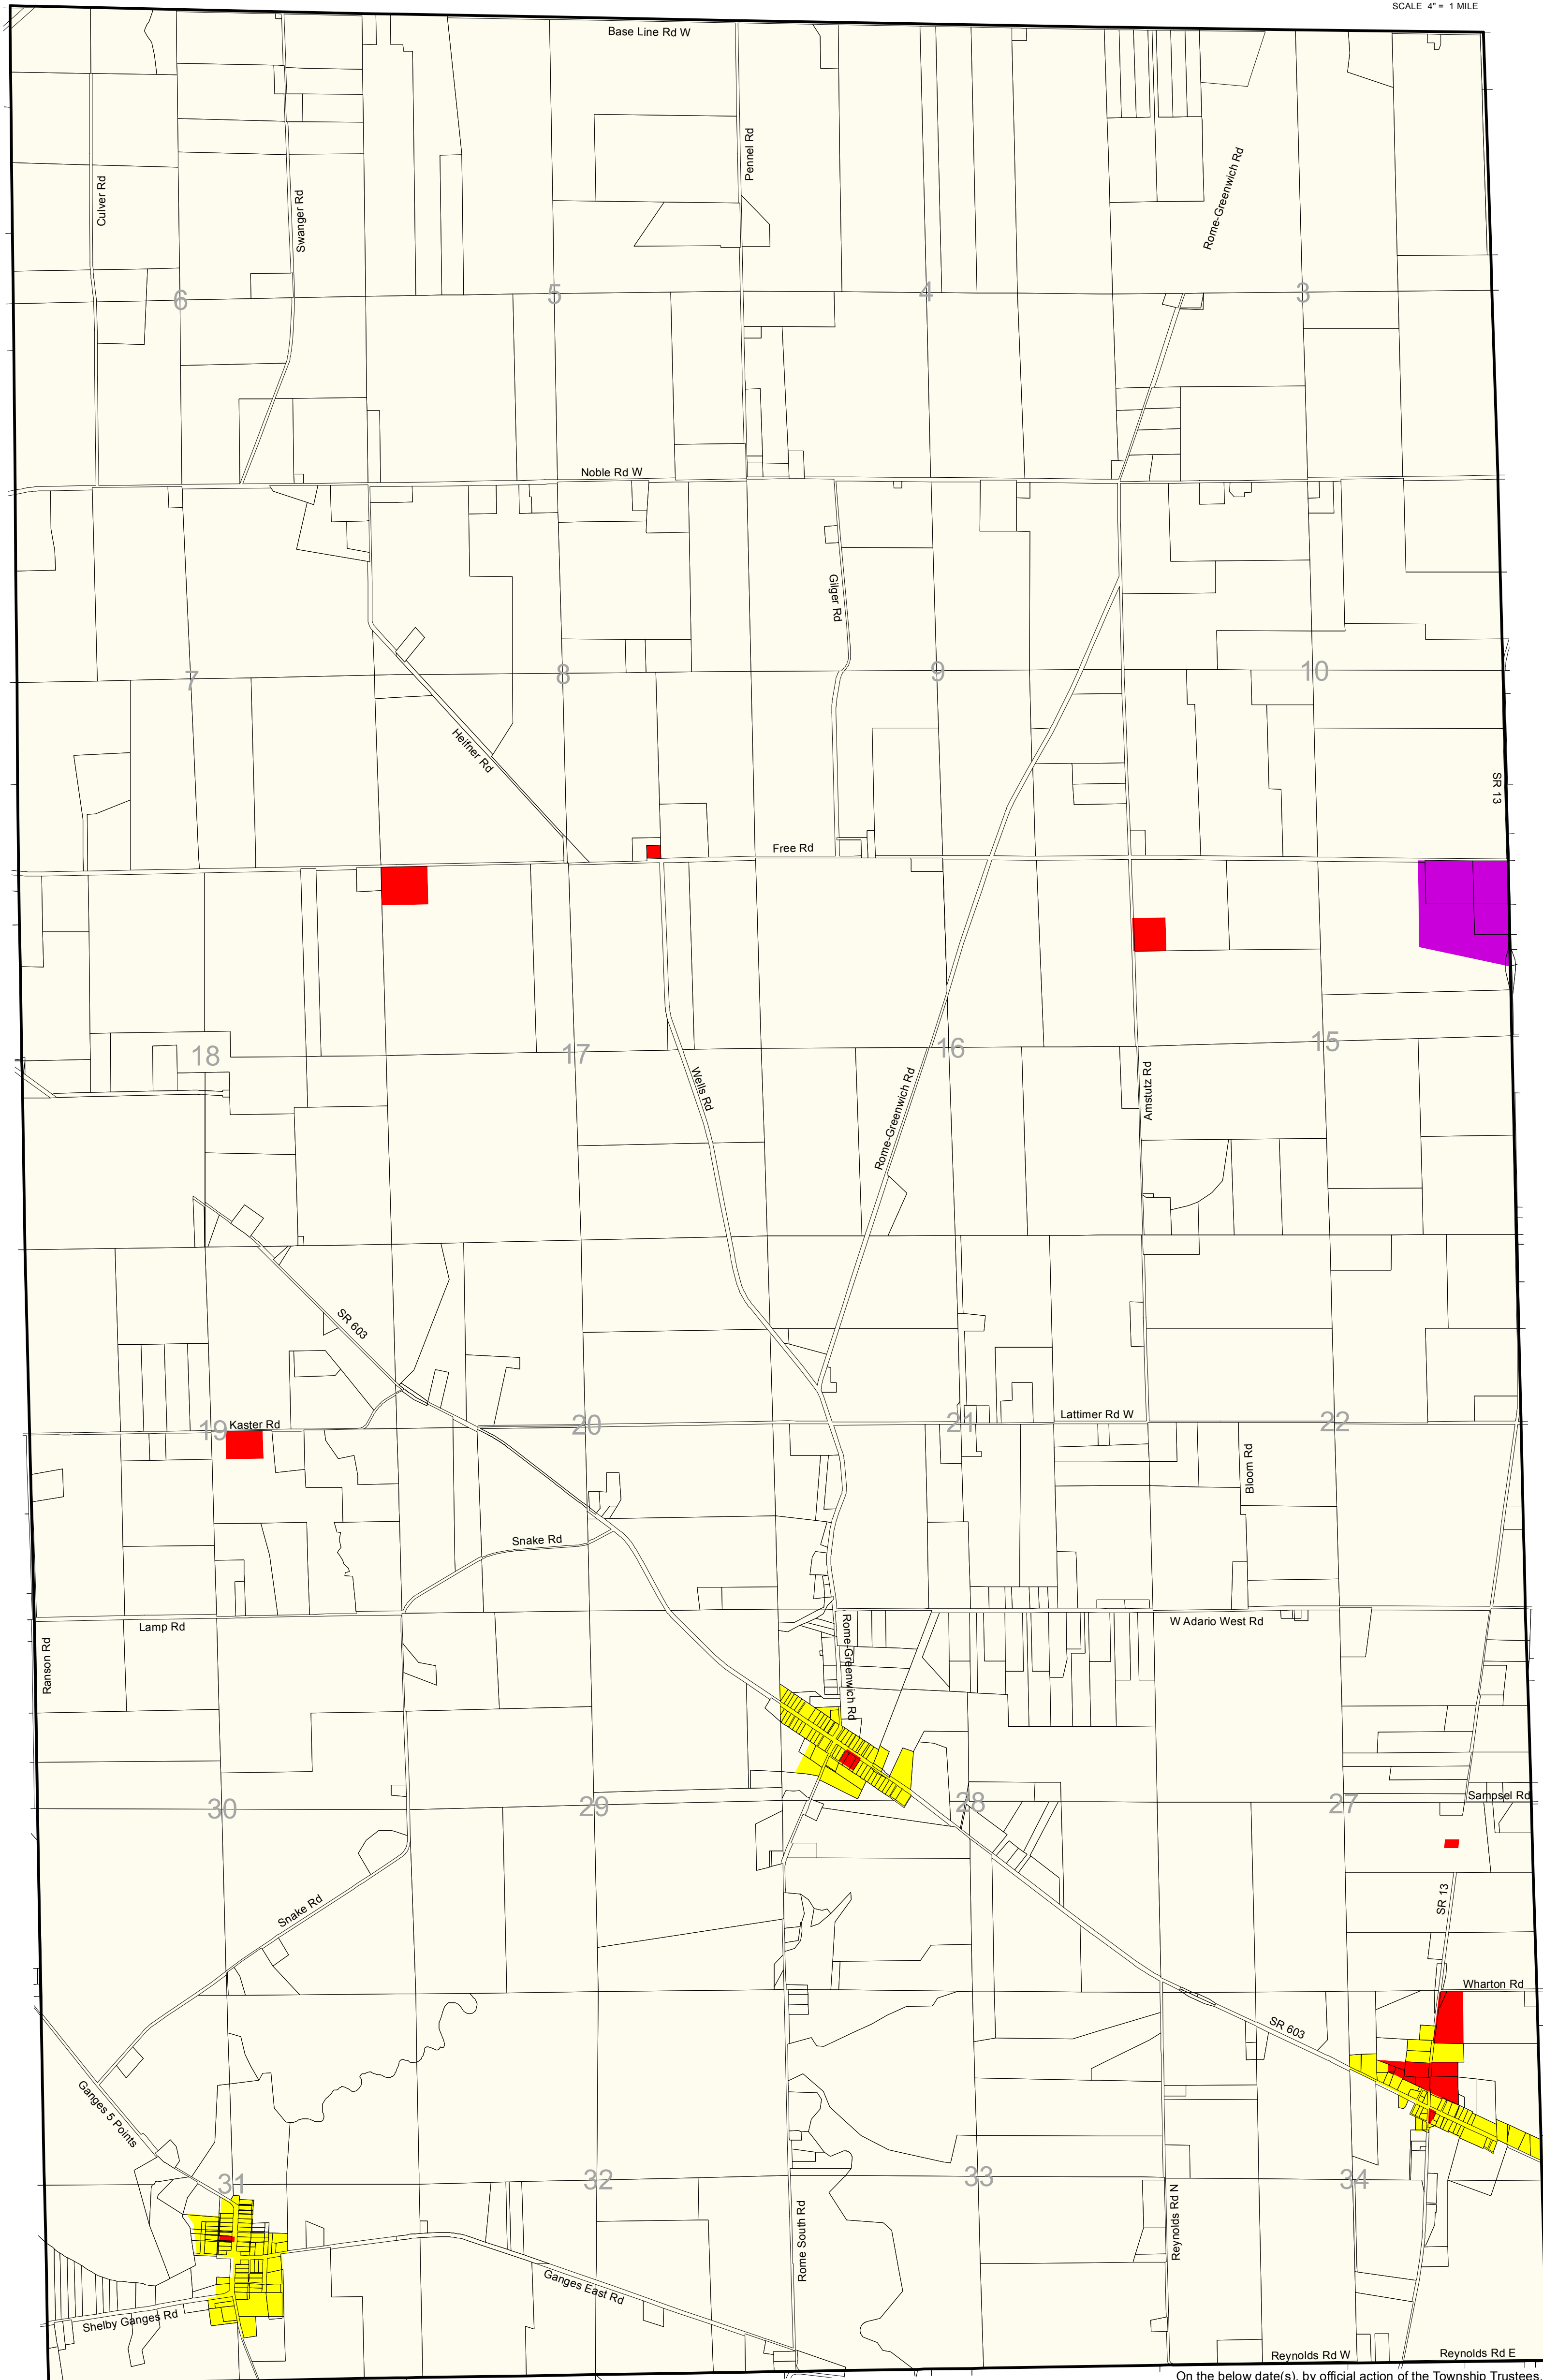 SCALE 4" = 1 MILE
Base Line Rd W
Pennel Rd
Culver Rd
Swanger Rd
Rome-Greenwich Rd
6
5
4
3
Noble Rd W
Gilger Rd
7
8
9
10
Heifner Rd
SR 13
Free Rd
18
17
16
15
Wells Rd
Rome-Greenwich Rd
Amstutz Rd
SR 603
19
Kaster Rd
20
21
Lattimer Rd W
22
Bloom Rd
Snake Rd
Lamp Rd
Ranson Rd
Rome-Greenwich Rd
W Adario West Rd
30
29
28
27
Sampsel Rd
Snake Rd
SR 13
Wharton Rd
SR 603
Ganges 5 Points
31
32
33
34
Rome South Rd
Reynolds Rd N
Ganges East Rd
Shelby Ganges Rd
Reynolds Rd W
Reynolds Rd E
On the below date(s), by official action of the Township Trustees,